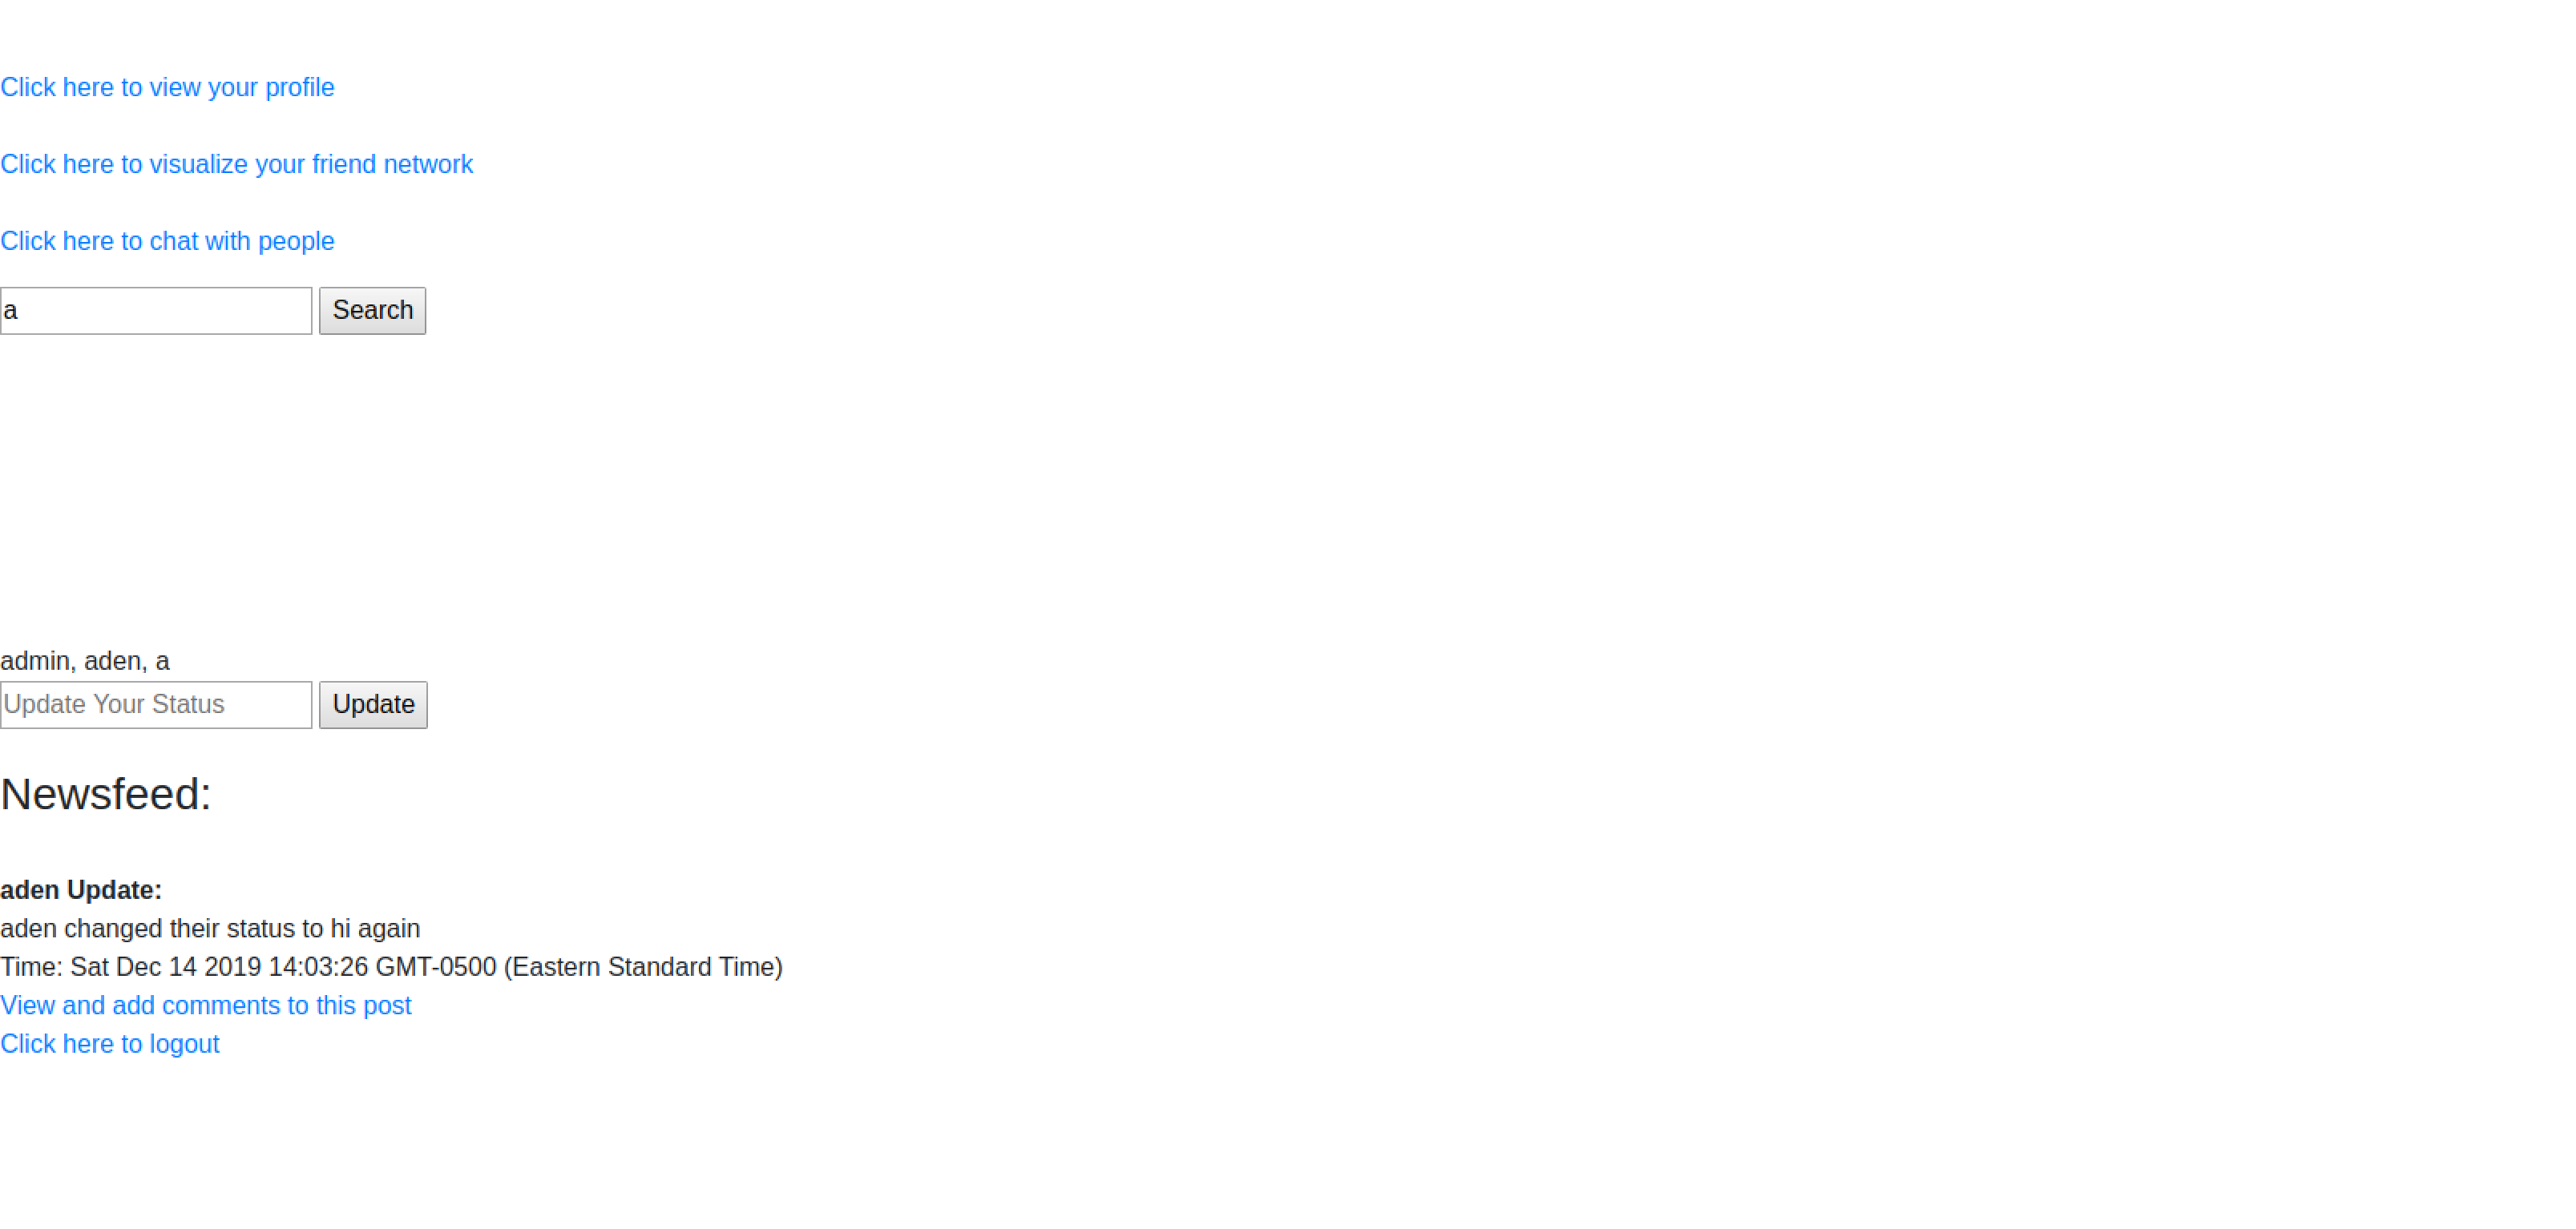 Click here to view your profile
Click here to visualize your friend network
Click here to chat with people
a Search
admin, aden, a
Update Your Status Update
Newsfeed:
aden Update:
aden changed their status to hi again
Time: Sat Dec 14 2019 14:03:26 GMT-0500 (Eastern Standard Time)
View and add comments to this post
Click here to logout